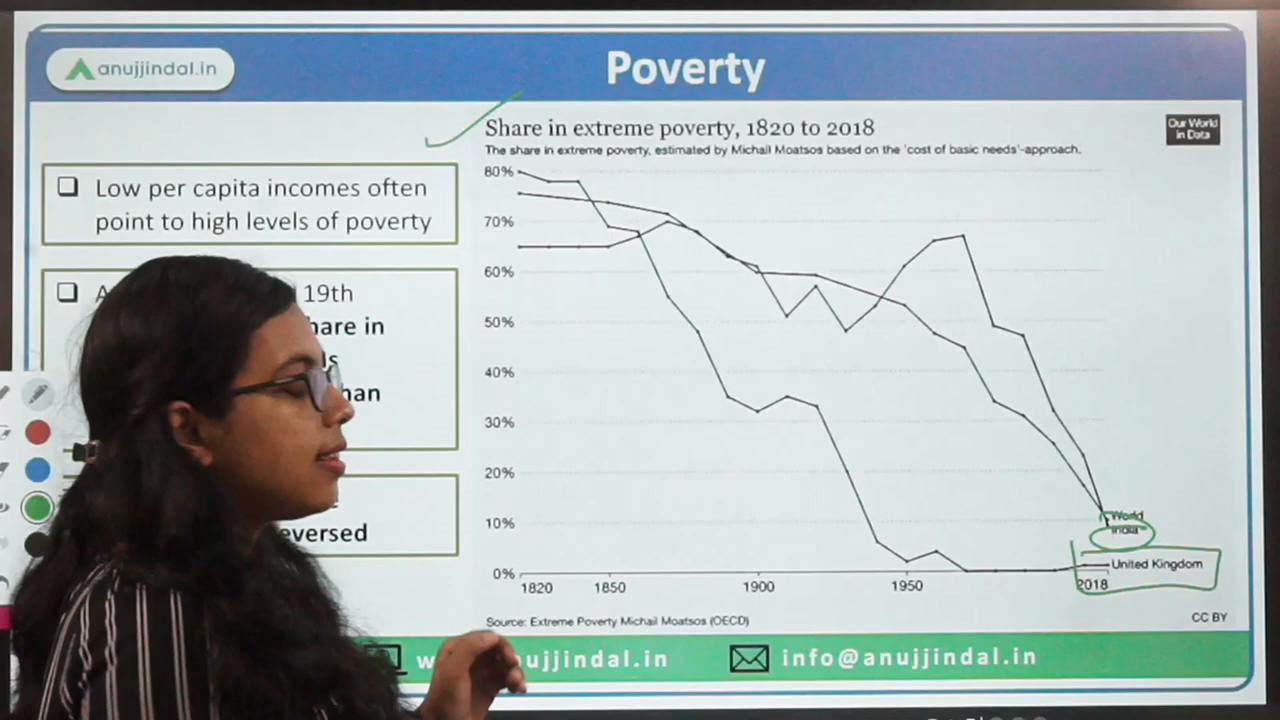 anujjindal.in
Poverty
Low per capita incomes often
point to high levels of poverty
19th
hare in
han
eversed
Share in extreme poverty, 1820 to 2018
The share in extreme poverty, estimated by Michail Moatsos based on the 'cost of basic needs'-approach.
Our World
in Data
80%
70%
60%
50%
40%
30%
20%
10%
0%
1820
1850
1900
1950
2018
World
India
United Kingdom
Source: Extreme Poverty Michail Moatsos (OECD)
CC BY
ujjindal.in
info@anujjindal.in